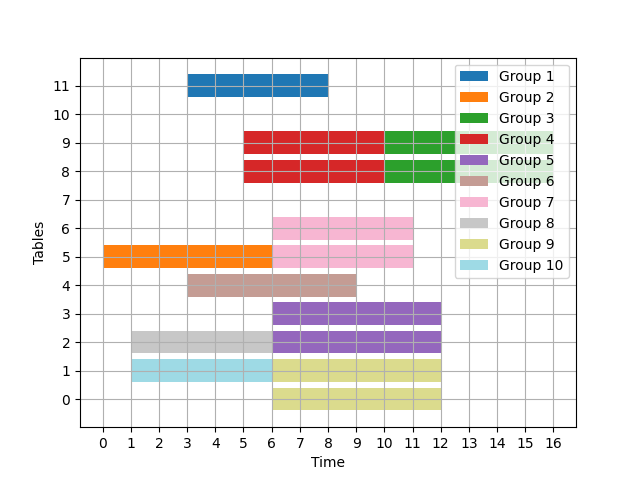 Group 1
Group 2
Group 3
Group 4
Group 5
Group 6
Group 7
Group 8
Group 9
Group 10
Tables
11
10
9
8
7
6
5
4
3
2
1
0
0 1 2 3 4 5 6 7 8 9 10 11 12 13 14 15 16
Time